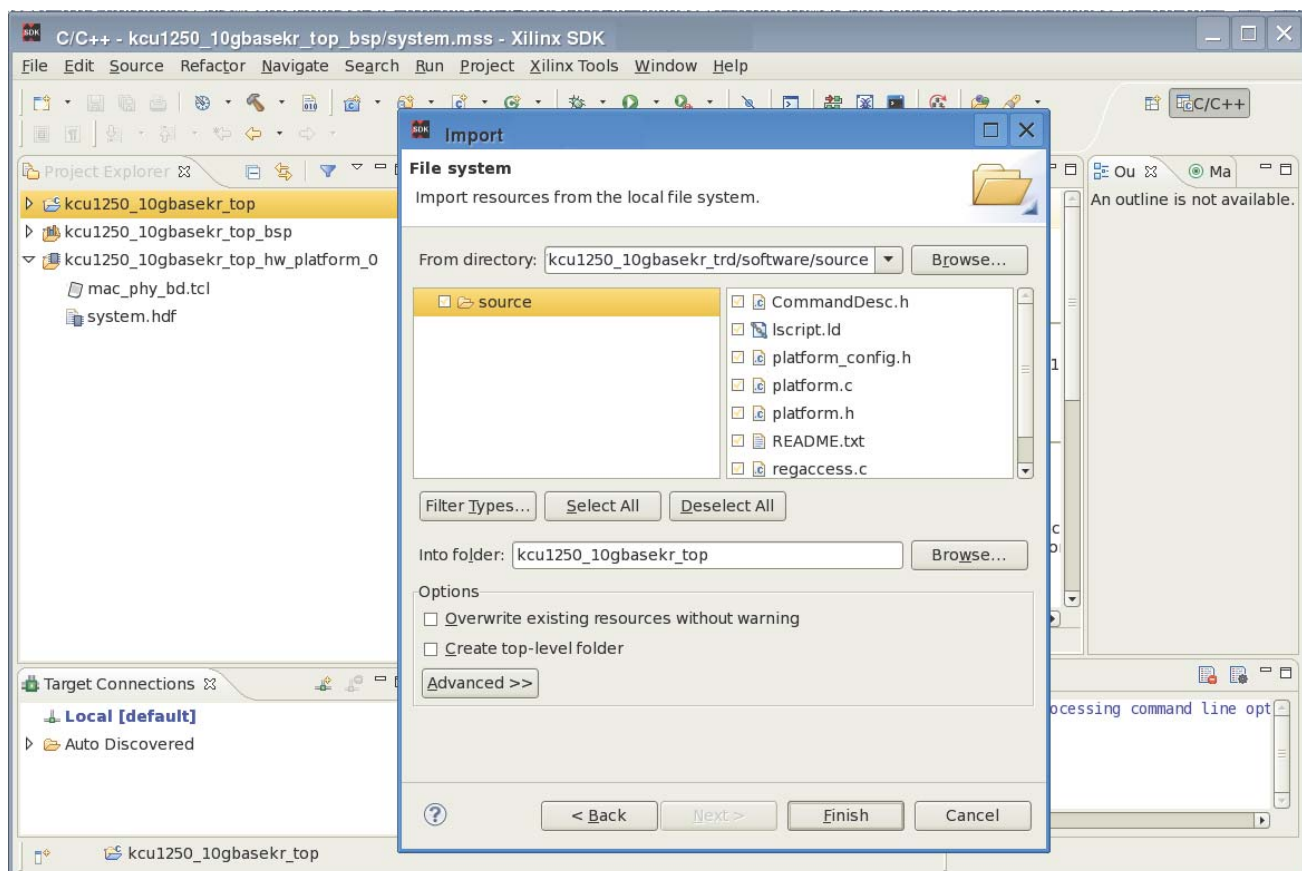 SDK C/C++ - kcu1250_10gbasekr_top_bsp/system.mss - Xilinx SDK
File Edit Source Refactor Navigate Search Run Project Xilinx Tools Window Help
C/C++
SDK Import
Project Explorer
kcu1250_10gbasekr_top
kcu1250_10gbasekr_top_bsp
kcu1250_10gbasekr_top_hw_platform_0
mac_phy_bd.tcl
system.hdf
File system
Import resources from the local file system.
From directory: kcu1250_10gbasekr_trd/software/source Browse...
source
CommandDesc.h
lscript.ld
platform_config.h
platform.c
platform.h
README.txt
regaccess.c
Filter Types... Select All Deselect All
Into folder: kcu1250_10gbasekr_top Browse...
Options
Overwrite existing resources without warning
Create top-level folder
Advanced >>
< Back Next > Finish Cancel
Ou Ma
An outline is not available.
Target Connections
Local [default]
Auto Discovered
ocessing command line opt
kcu1250_10gbasekr_top